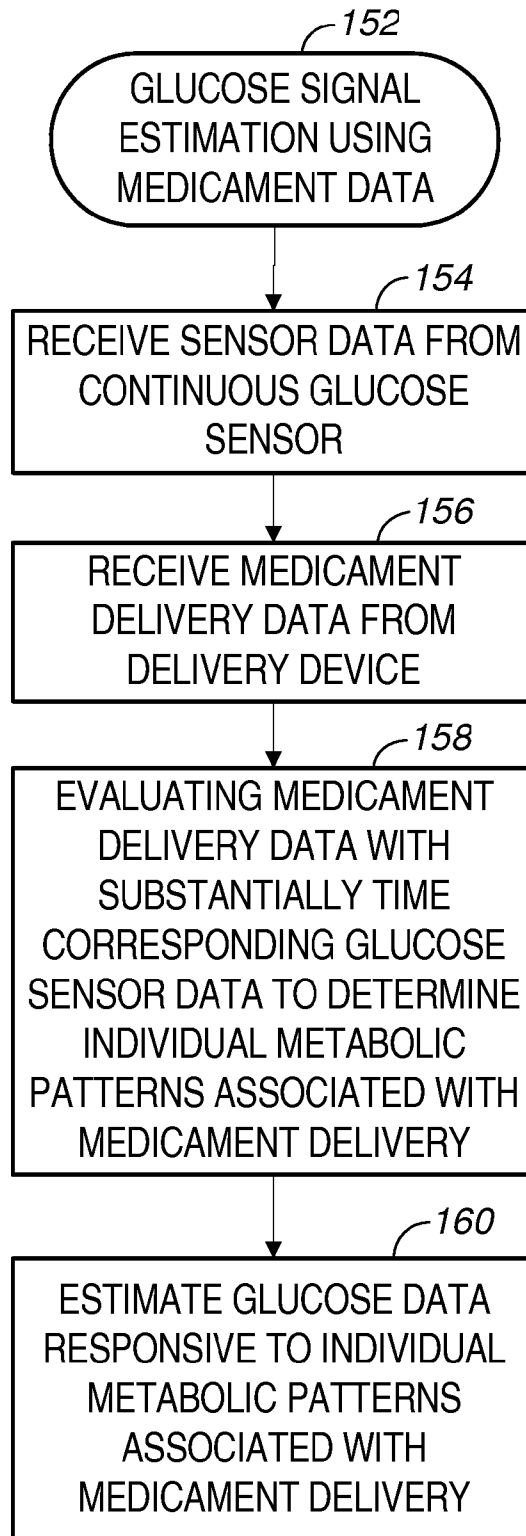 152
GLUCOSE SIGNAL
ESTIMATION USING
MEDICAMENT DATA
154
RECEIVE SENSOR DATA FROM
CONTINUOUS GLUCOSE
SENSOR
156
RECEIVE MEDICAMENT
DELIVERY DATA FROM
DELIVERY DEVICE
158
EVALUATING MEDICAMENT
DELIVERY DATA WITH
SUBSTANTIALLY TIME
CORRESPONDING GLUCOSE
SENSOR DATA TO DETERMINE
INDIVIDUAL METABOLIC
PATTERNS ASSOCIATED WITH
MEDICAMENT DELIVERY
160
ESTIMATE GLUCOSE DATA
RESPONSIVE TO INDIVIDUAL
METABOLIC PATTERNS
ASSOCIATED WITH
MEDICAMENT DELIVERY